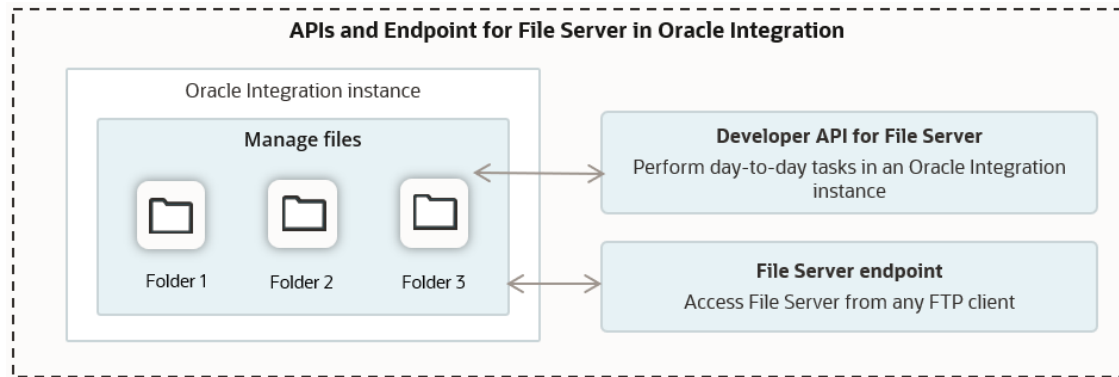 APIs and Endpoint for File Server in Oracle Integration
Oracle Integration instance
Manage files
Folder 1
Folder 2
Folder 3
Developer API for File Server
Perform day-to-day tasks in an Oracle Integration
instance
File Server endpoint
Access File Server from any FTP client